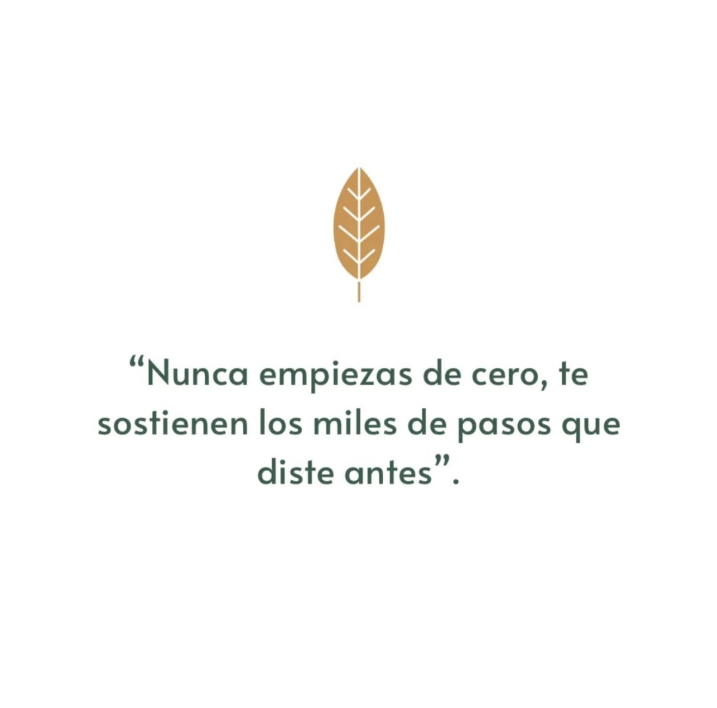 “Nunca empiezas de cero, te
sostienen los miles de pasos que
diste antes”.